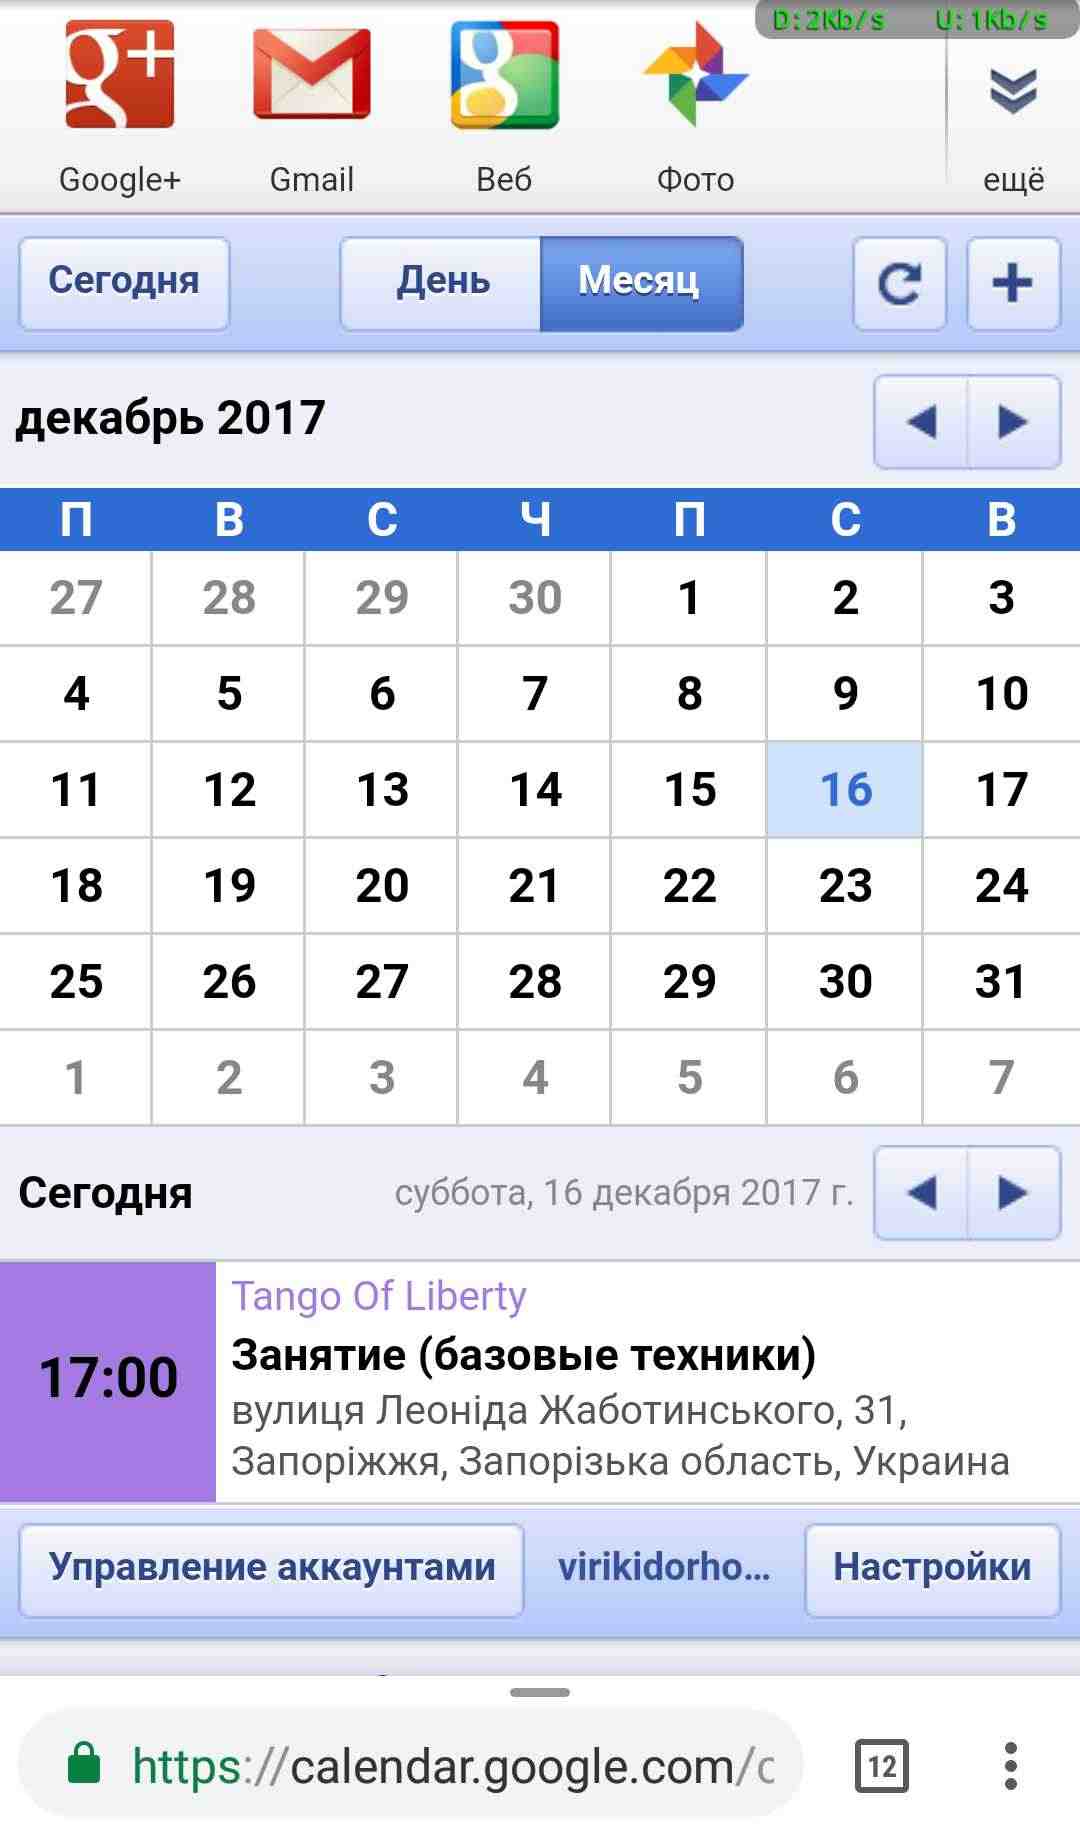 D:2Kb/s U:1Kb/s
Google+ Gmail Веб Фото ещё
Сегодня День Месяц
декабрь 2017
П В С Ч П С В
27 28 29 30 1 2 3
4 5 6 7 8 9 10
11 12 13 14 15 16 17
18 19 20 21 22 23 24
25 26 27 28 29 30 31
1 2 3 4 5 6 7
Сегодня суббота, 16 декабря 2017 г.
Tango Of Liberty
17:00 Занятие (базовые техники)
вулиця Леоніда Жаботинського, 31,
Запоріжжя, Запорізька область, Украина
Управление аккаунтами virikidorho... Настройки
https://calendar.google.com/c 12